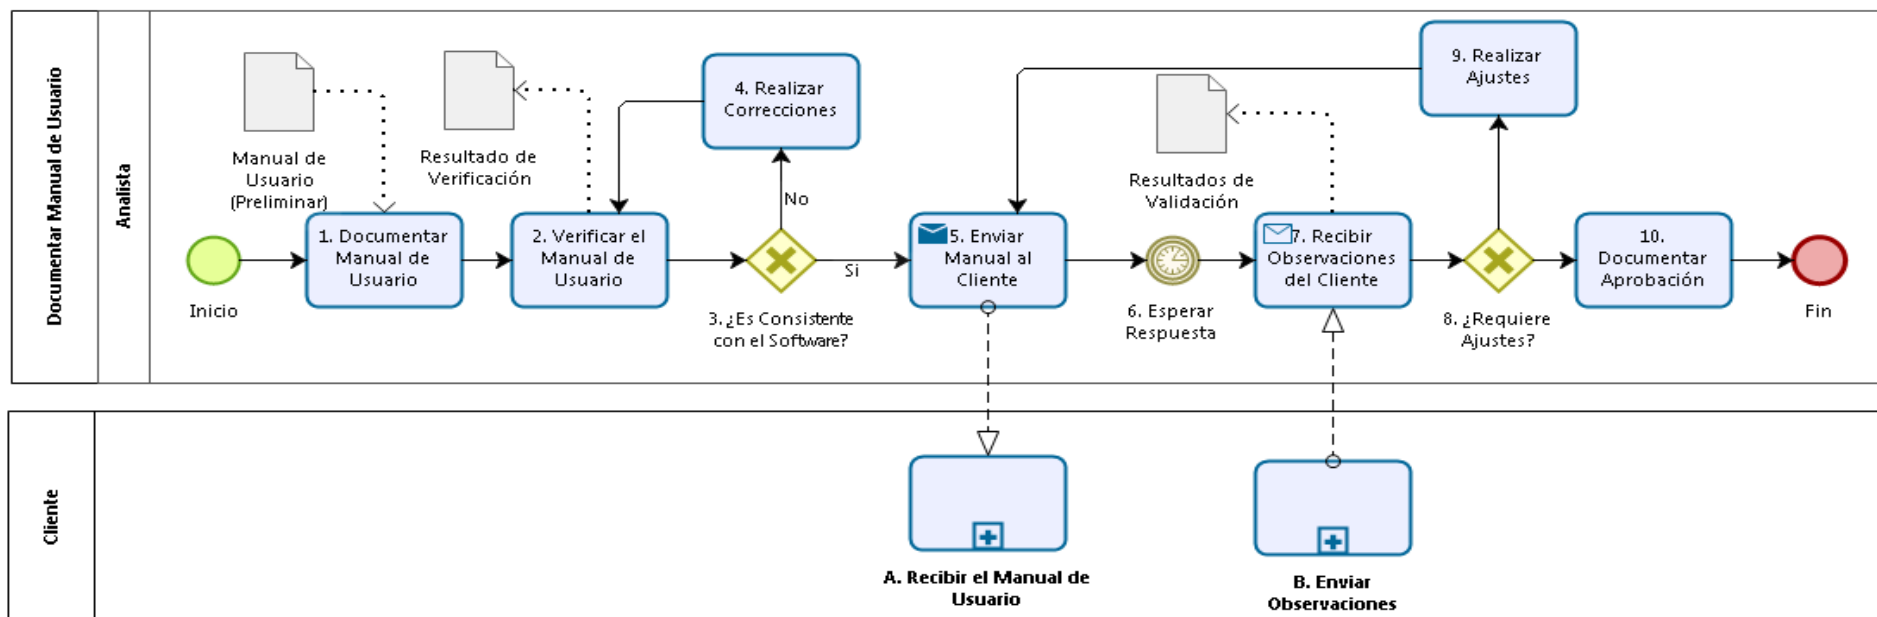 Documentar Manual de Usuario
Analista
Manual de
Usuario
(Preliminar)
Resultado de
Verificación
4. Realizar
Correcciones
No
9. Realizar
Ajustes
Resultados de
Validación
Inicio
1. Documentar
Manual de
Usuario
2. Verificar el
Manual de
Usuario
3. ¿Es Consistente
con el Software?
Si
5. Enviar
Manual al
Cliente
6. Esperar
Respuesta
7. Recibir
Observaciones
del Cliente
8. ¿Requiere
Ajustes?
10.
Documentar
Aprobación
Fin
Cliente
A. Recibir el Manual de
Usuario
B. Enviar
Observaciones